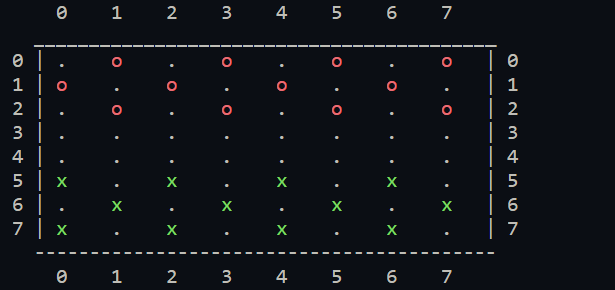 0 1 2 3 4 5 6 7
__________________________________________
0 | . o . o . o . o | 0
1 | o . o . o . o . | 1
2 | . o . o . o . o | 2
3 | . . . . . . . . | 3
4 | . . . . . . . . | 4
5 | x . x . x . x . | 5
6 | . x . x . x . x | 6
7 | x . x . x . x . | 7
------------------------------------------
0 1 2 3 4 5 6 7